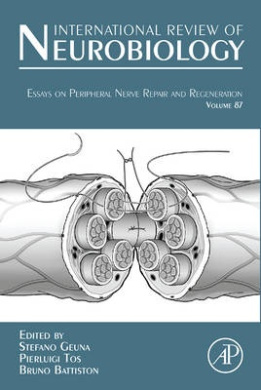 INTERNATIONAL REVIEW OF
NEUROBIOLOGY
ESSAYS ON PERIPHERAL NERVE REPAIR AND REGENERATION
VOLUME 87
EDITED BY
STEFANO GEUNA
PIERLUIGI TOS
BRUNO BATTISTON
AP